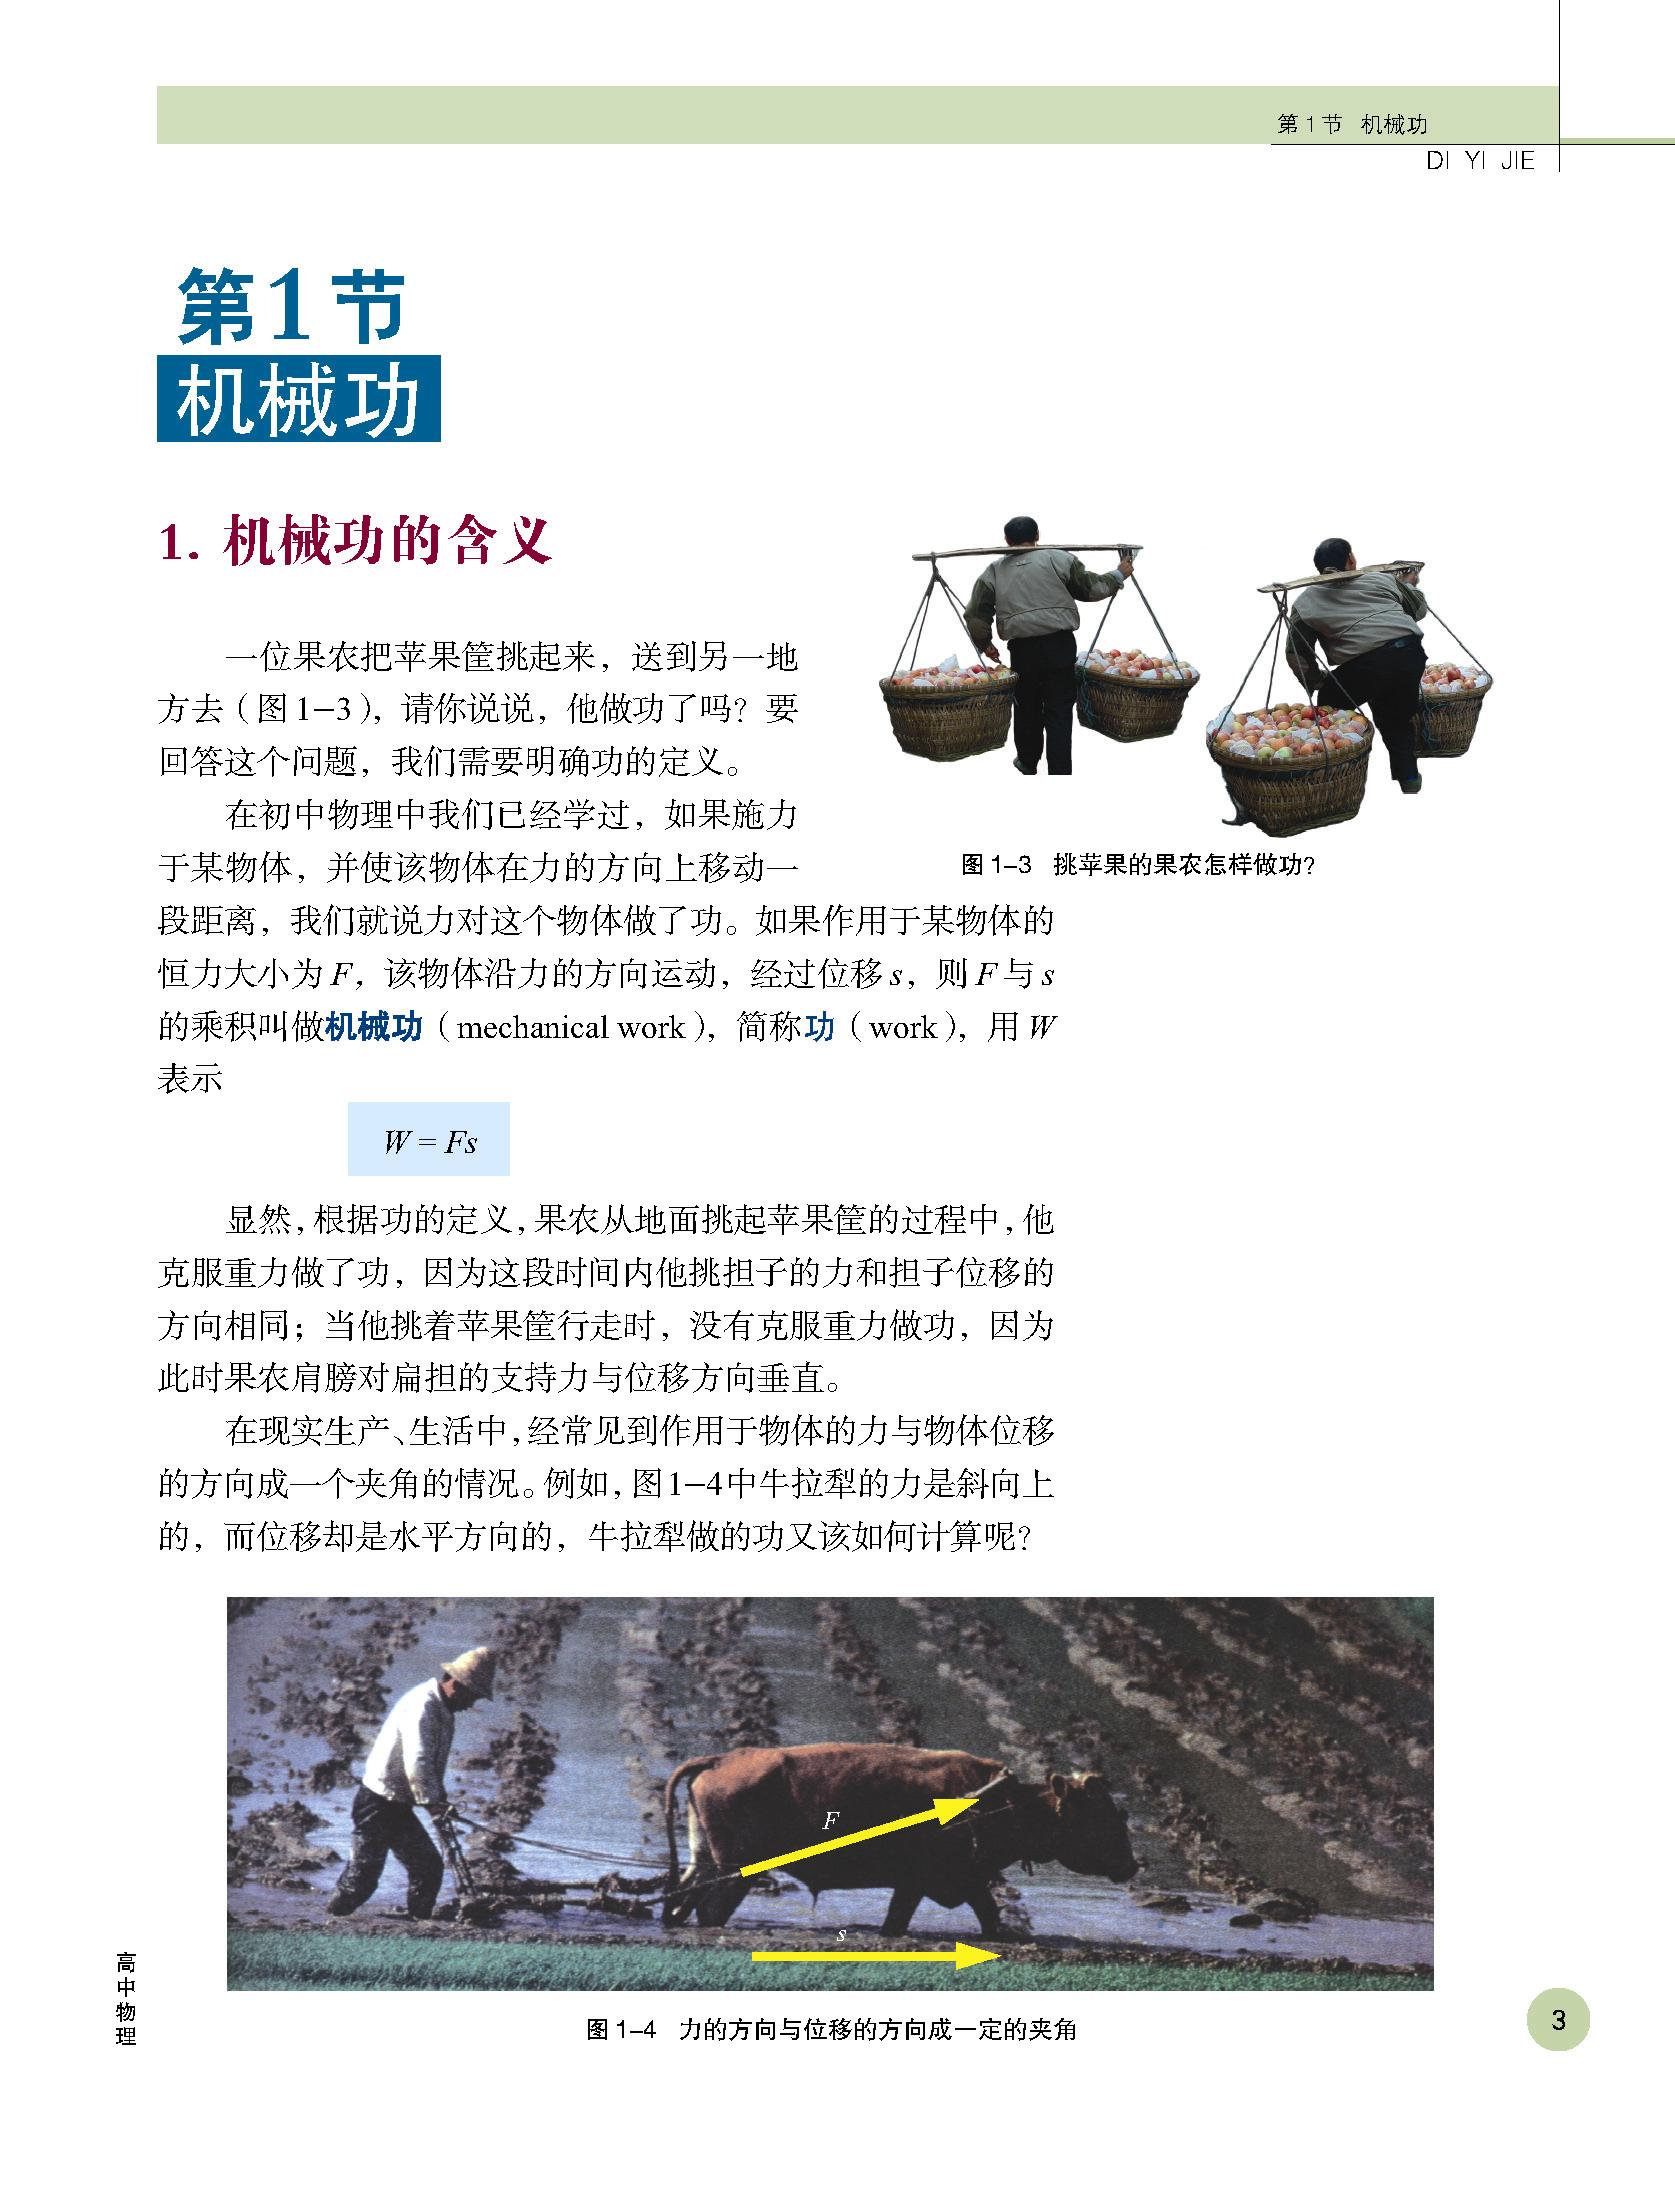 第 1 节 机械功
DI YI JIE
第1节
机械功
1. 机械功的含义
一位果农把苹果筐挑起来，送到另一地
方去（图 1–3），请你说说，他做功了吗？要
回答这个问题，我们需要明确功的定义。
在初中物理中我们已经学过，如果施力
于某物体，并使该物体在力的方向上移动一
段距离，我们就说力对这个物体做了功。如果作用于某物体的
恒力大小为 F，该物体沿力的方向运动，经过位移 s，则 F 与 s
的乘积叫做机械功（mechanical work），简称功（work），用 W
表示
W = Fs
图 1–3 挑苹果的果农怎样做功？
显然，根据功的定义，果农从地面挑起苹果筐的过程中，他
克服重力做了功，因为这段时间内他挑担子的力和担子位移的
方向相同；当他挑着苹果筐行走时，没有克服重力做功，因为
此时果农肩膀对扁担的支持力与位移方向垂直。
在现实生产、生活中，经常见到作用于物体的力与物体位移
的方向成一个夹角的情况。例如，图1–4中牛拉犁的力是斜向上
的，而位移却是水平方向的，牛拉犁做的功又该如何计算呢？
F
s
图 1–4 力的方向与位移的方向成一定的夹角
高中物理
3